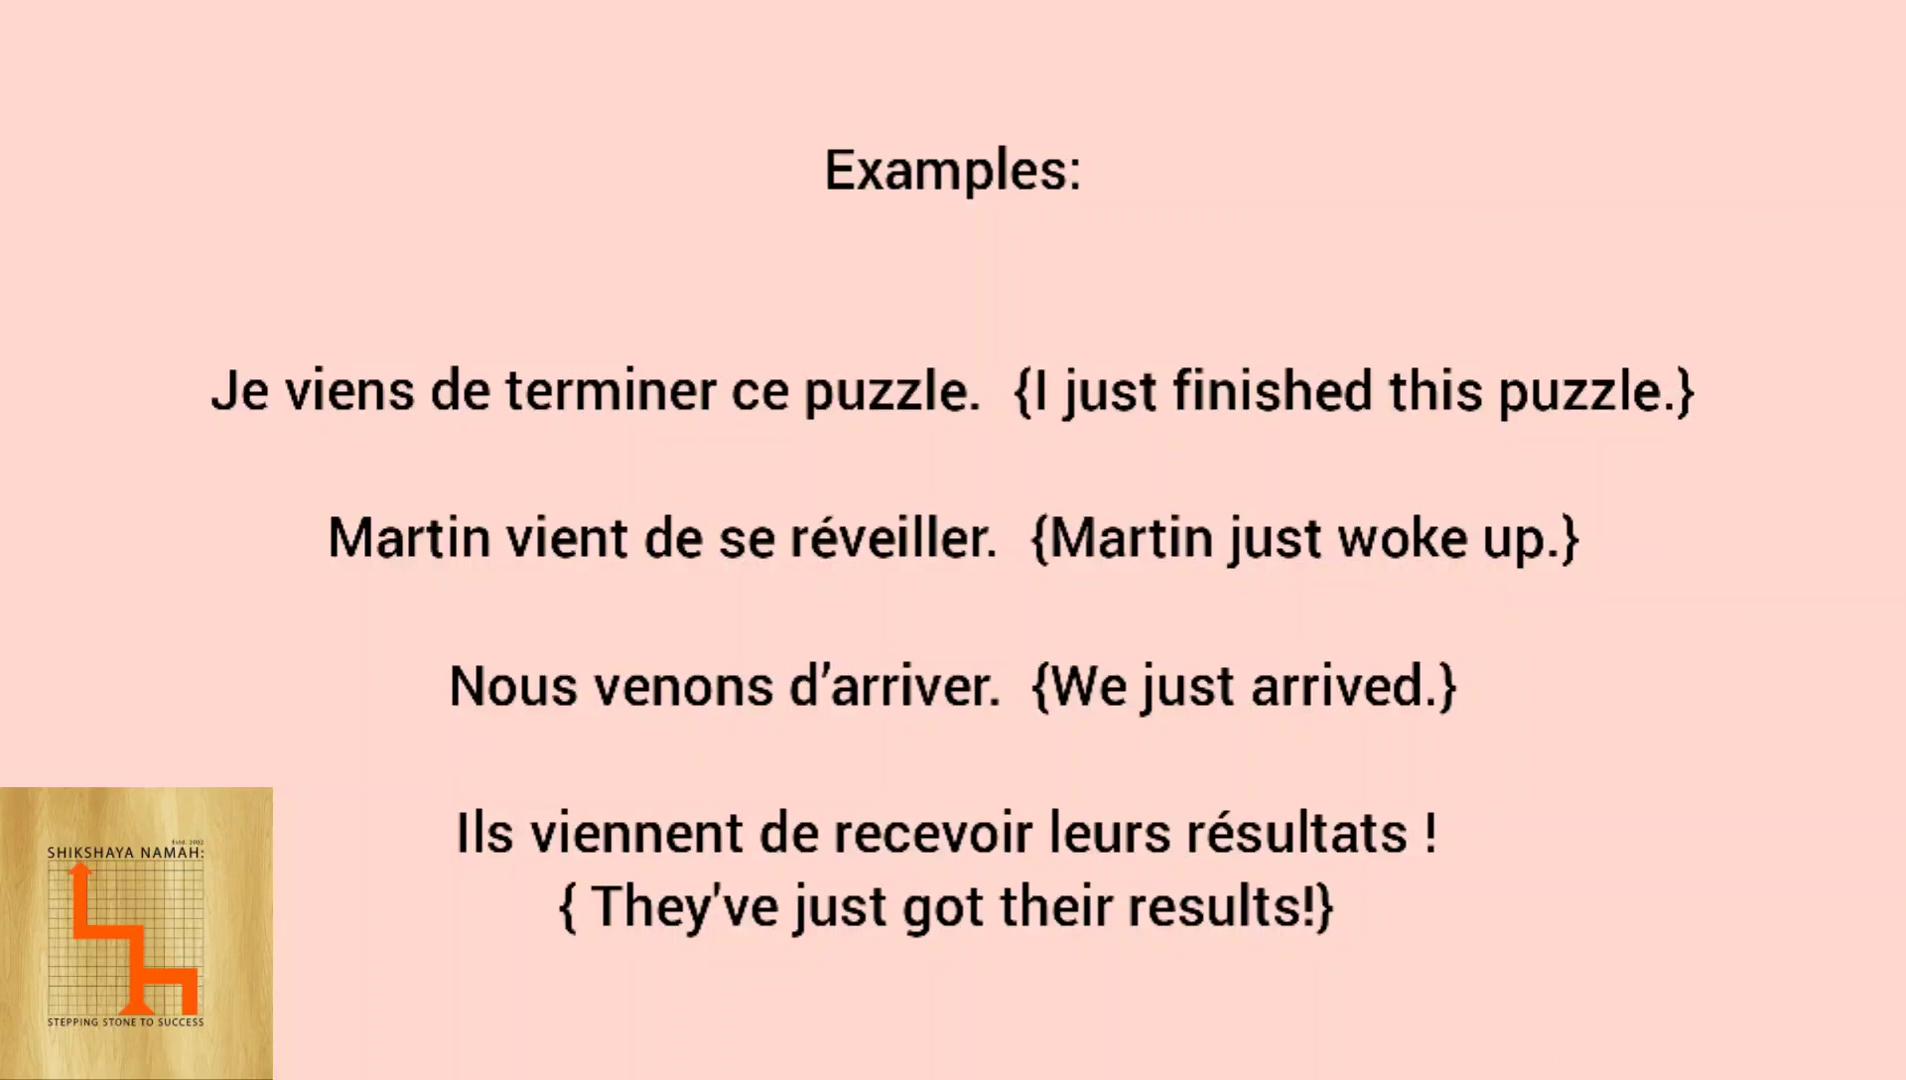 Examples:
Je viens de terminer ce puzzle. {I just finished this puzzle.}
Martin vient de se réveiller. {Martin just woke up.}
Nous venons d’arriver. {We just arrived.}
Ils viennent de recevoir leurs résultats !
{ They've just got their results!}
Estd. 2002
SHIKSHAYA NAMAH:
STEPPING STONE TO SUCCESS